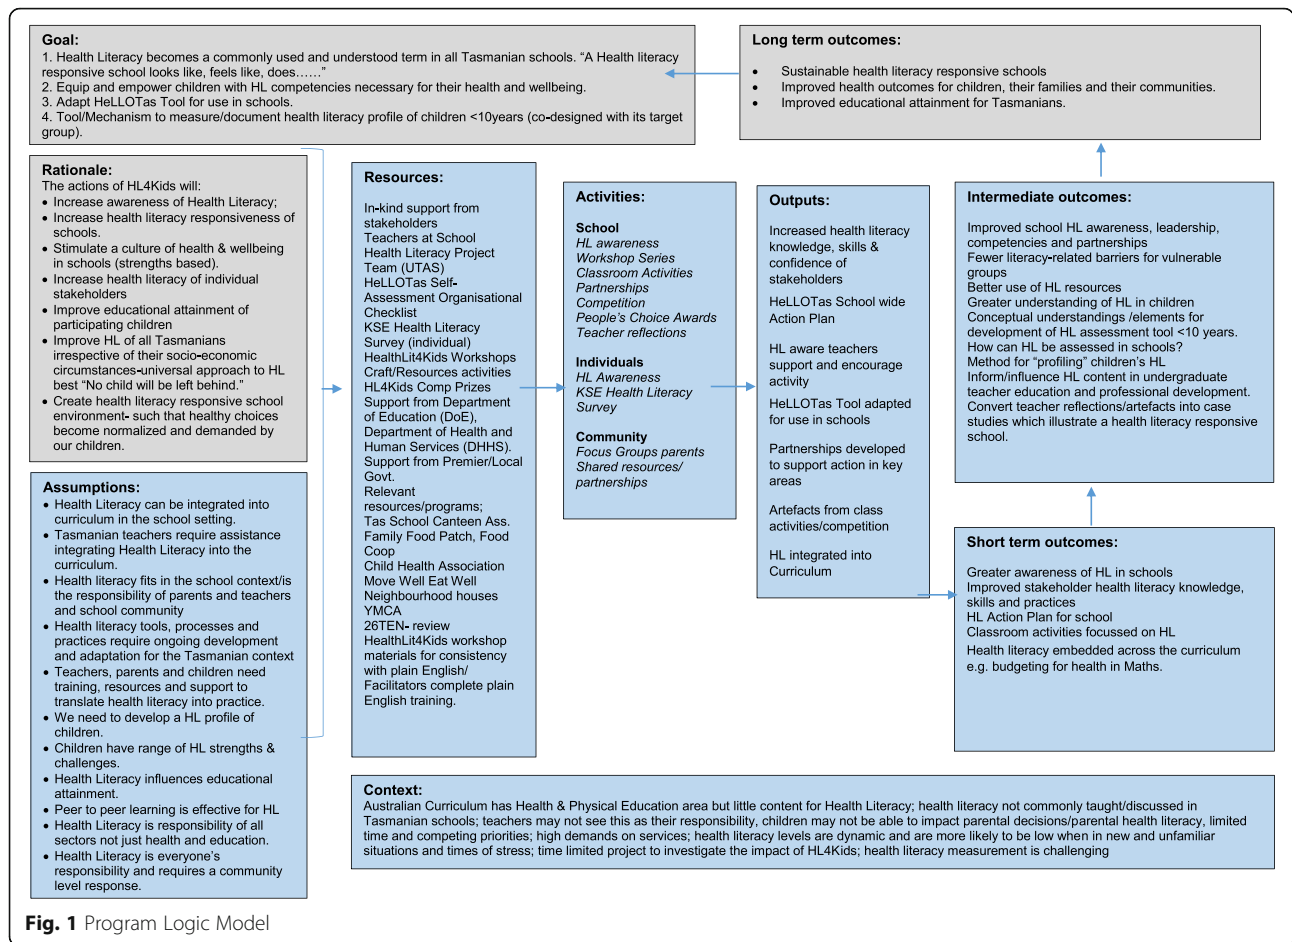 Goal:
1. Health Literacy becomes a commonly used and understood term in all Tasmanian schools. “A Health literacy
responsive school looks like, feels like, does……”
2. Equip and empower children with HL competencies necessary for their health and wellbeing.
3. Adapt HeLLOTas Tool for use in schools.
4. Tool/Mechanism to measure/document health literacy profile of children <10years (co-designed with its target
group).
Long term outcomes:
• Sustainable health literacy responsive schools
• Improved health outcomes for children, their families and their communities.
• Improved educational attainment for Tasmanians.
Rationale:
The actions of HL4Kids will:
• Increase awareness of Health Literacy;
• Increase health literacy responsiveness of
schools.
• Stimulate a culture of health & wellbeing
in schools (strengths based).
• Increase health literacy of individual
stakeholders
• Improve educational attainment of
participating children
• Improve HL of all Tasmanians
irrespective of their socio-economic
circumstances-universal approach to HL
best “No child will be left behind.”
• Create health literacy responsive school
environment- such that healthy choices
become normalized and demanded by
our children.
Assumptions:
• Health Literacy can be integrated into
curriculum in the school setting.
• Tasmanian teachers require assistance
integrating Health Literacy into the
curriculum.
• Health literacy fits in the school context/is
the responsibility of parents and teachers
and school community
• Health literacy tools, processes and
practices require ongoing development
and adaptation for the Tasmanian context
• Teachers, parents and children need
training, resources and support to
translate health literacy into practice.
• We need to develop a HL profile of
children.
• Children have range of HL strengths &
challenges.
• Health Literacy influences educational
attainment.
• Peer to peer learning is effective for HL
• Health Literacy is responsibility of all
sectors not just health and education.
• Health Literacy is everyone’s
responsibility and requires a community
level response.
Resources:
In-kind support from
stakeholders
Teachers at School
Health Literacy Project
Team (UTAS)
HeLLOTas Self-
Assessment Organisational
Checklist
KSE Health Literacy
Survey (individual)
HealthLit4Kids Workshops
Craft/Resources activities
HL4Kids Comp Prizes
Support from Department
of Education (DoE),
Department of Health and
Human Services (DHHS).
Support from Premier/Local
Govt.
Relevant
resources/programs;
Tas School Canteen Ass.
Family Food Patch, Food
Coop
Child Health Association
Move Well Eat Well
Neighbourhood houses
YMCA
26TEN- review
HealthLit4Kids workshop
materials for consistency
with plain English/
Facilitators complete plain
English training.
Activities:
School
HL awareness
Workshop Series
Classroom Activities
Partnerships
Competition
People’s Choice Awards
Teacher reflections
Individuals
HL Awareness
KSE Health Literacy
Survey
Community
Focus Groups parents
Shared resources/
partnerships
Outputs:
Increased health literacy
knowledge, skills &
confidence of
stakeholders
HeLLOTas School wide
Action Plan
HL aware teachers
support and encourage
activity
HeLLOTas Tool adapted
for use in schools
Partnerships developed
to support action in key
areas
Artefacts from class
activities/competition
HL integrated into
Curriculum
Intermediate outcomes:
Improved school HL awareness, leadership,
competencies and partnerships
Fewer literacy-related barriers for vulnerable
groups
Better use of HL resources
Greater understanding of HL in children
Conceptual understandings /elements for
development of HL assessment tool <10 years.
How can HL be assessed in schools?
Method for “profiling” children’s HL
Inform/influence HL content in undergraduate
teacher education and professional development.
Convert teacher reflections/artefacts into case
studies which illustrate a health literacy responsive
school.
Short term outcomes:
Greater awareness of HL in schools
Improved stakeholder health literacy knowledge,
skills and practices
HL Action Plan for school
Classroom activities focussed on HL
Health literacy embedded across the curriculum
e.g. budgeting for health in Maths.
Context:
Australian Curriculum has Health & Physical Education area but little content for Health Literacy; health literacy not commonly taught/discussed in
Tasmanian schools; teachers may not see this as their responsibility, children may not be able to impact parental decisions/parental health literacy, limited
time and competing priorities; high demands on services; health literacy levels are dynamic and are more likely to be low when in new and unfamiliar
situations and times of stress; time limited project to investigate the impact of HL4Kids; health literacy measurement is challenging
Fig. 1 Program Logic Model